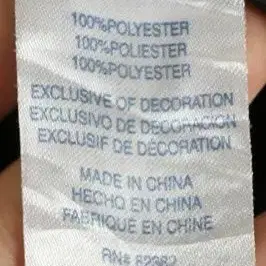 100%POLYESTER
100%POLIESTER
100%POLYESTER
EXCLUSIVE OF DECORATION
EXCLUSIVO DE DECORACION
EXCLUSIF DE DÉCORATION
MADE IN CHINA
HECHO EN CHINA
FABRIQUE EN CHINE
RN#